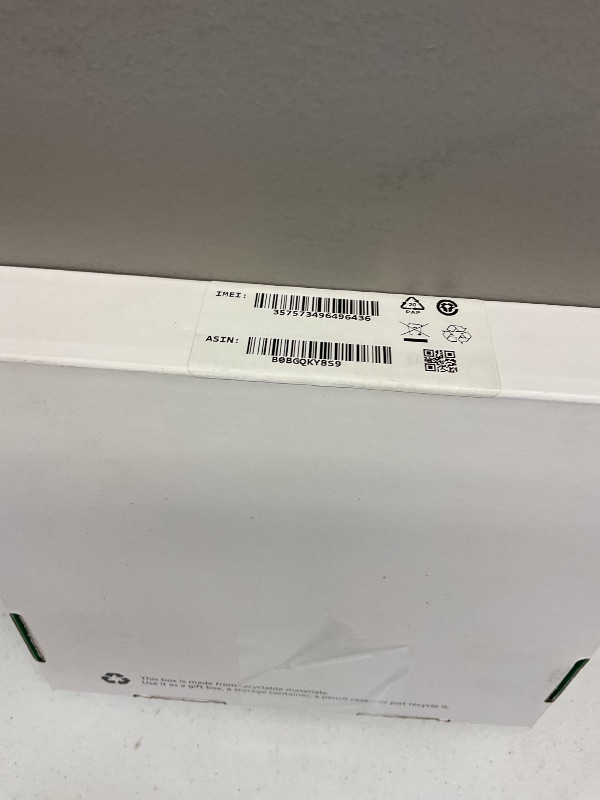 IMEI:
357573496496436
20
PAP
ASIN:
B0BGQKY8S9
This box is made from recyclable materials.
Use it as a gift box, a storage container, a pencil case or just recycle it.